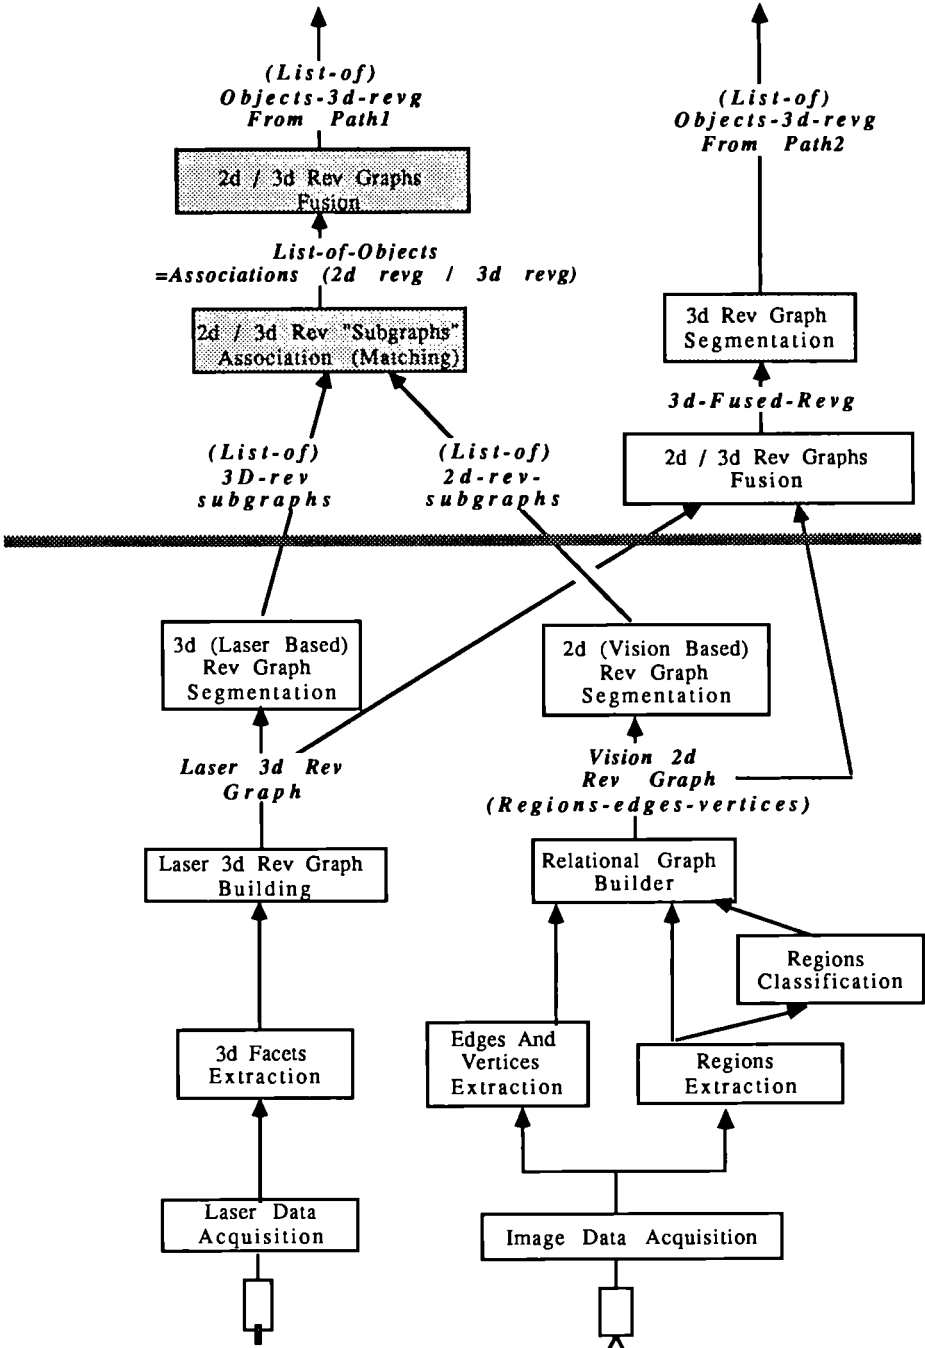 (List-of)
Objects-3d-revg
From Path1
(List-of)
Objects-3d-revg
From Path2
2d / 3d Rev Graphs
Fusion
List-of-Objects
=Associations (2d revg / 3d revg)
2d / 3d Rev "Subgraphs"
Association (Matching)
3d Rev Graph
Segmentation
3d-Fused-Revg
(List-of)
3D-rev
subgraphs
(List-of)
2d-rev-
subgraphs
2d / 3d Rev Graphs
Fusion
3d (Laser Based)
Rev Graph
Segmentation
2d (Vision Based)
Rev Graph
Segmentation
Laser 3d Rev
Graph
Vision 2d
Rev Graph
(Regions-edges-vertices)
Laser 3d Rev Graph
Building
Relational Graph
Builder
Regions
Classification
3d Facets
Extraction
Edges And
Vertices
Extraction
Regions
Extraction
Laser Data
Acquisition
Image Data Acquisition